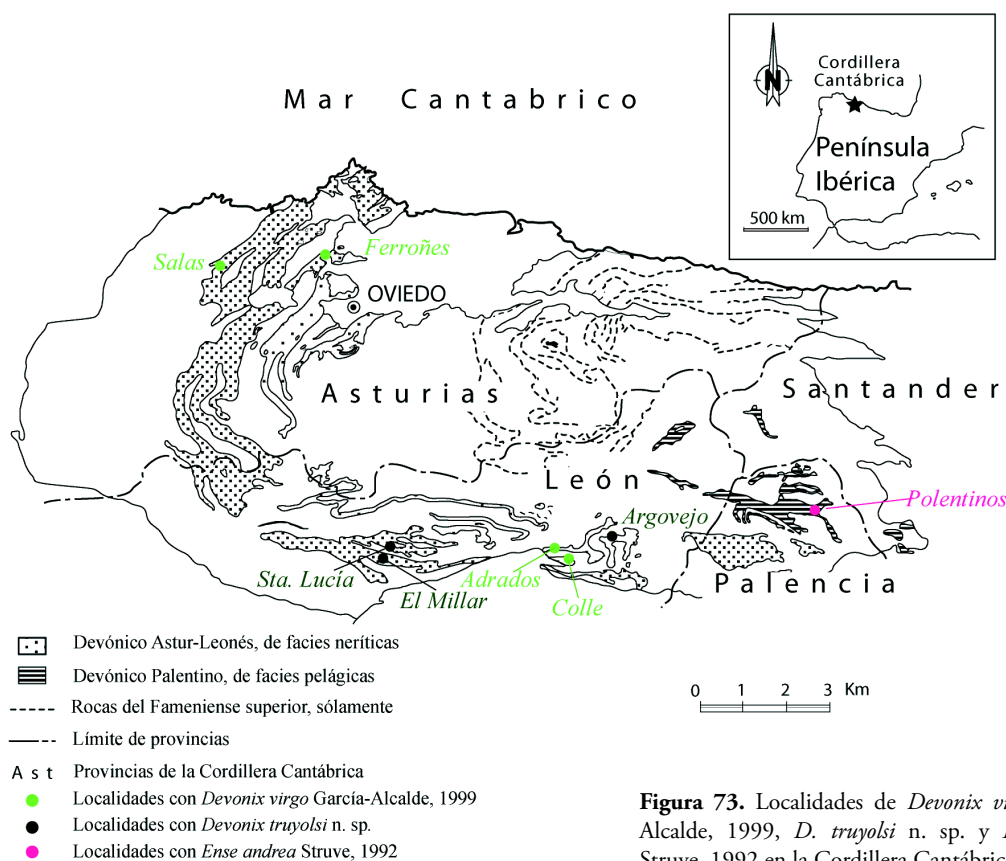 Mar Cantabrico
N
Cordillera
Cantábrica
Península
Ibérica
500 km
Salas
Ferroñes
OVIEDO
Asturias
Santander
León
Polentinos
Argovejo
Sta. Lucía
Adrados
El Millar
Colle
Palencia
Devónico Astur-Leonés, de facies neríticas
Devónico Palentino, de facies pelágicas
Rocas del Fameniense superior, sólamente
Límite de provincias
Ast Provincias de la Cordillera Cantábrica
Localidades con Devonix virgo García-Alcalde, 1999
Localidades con Devonix truyolsi n. sp.
Localidades con Ense andrea Struve, 1992
0 1 2 3 Km
Figura 73. Localidades de Devonix
Alcalde, 1999, D. truyolsi n. sp. y
Struve, 1992 en la Cordillera